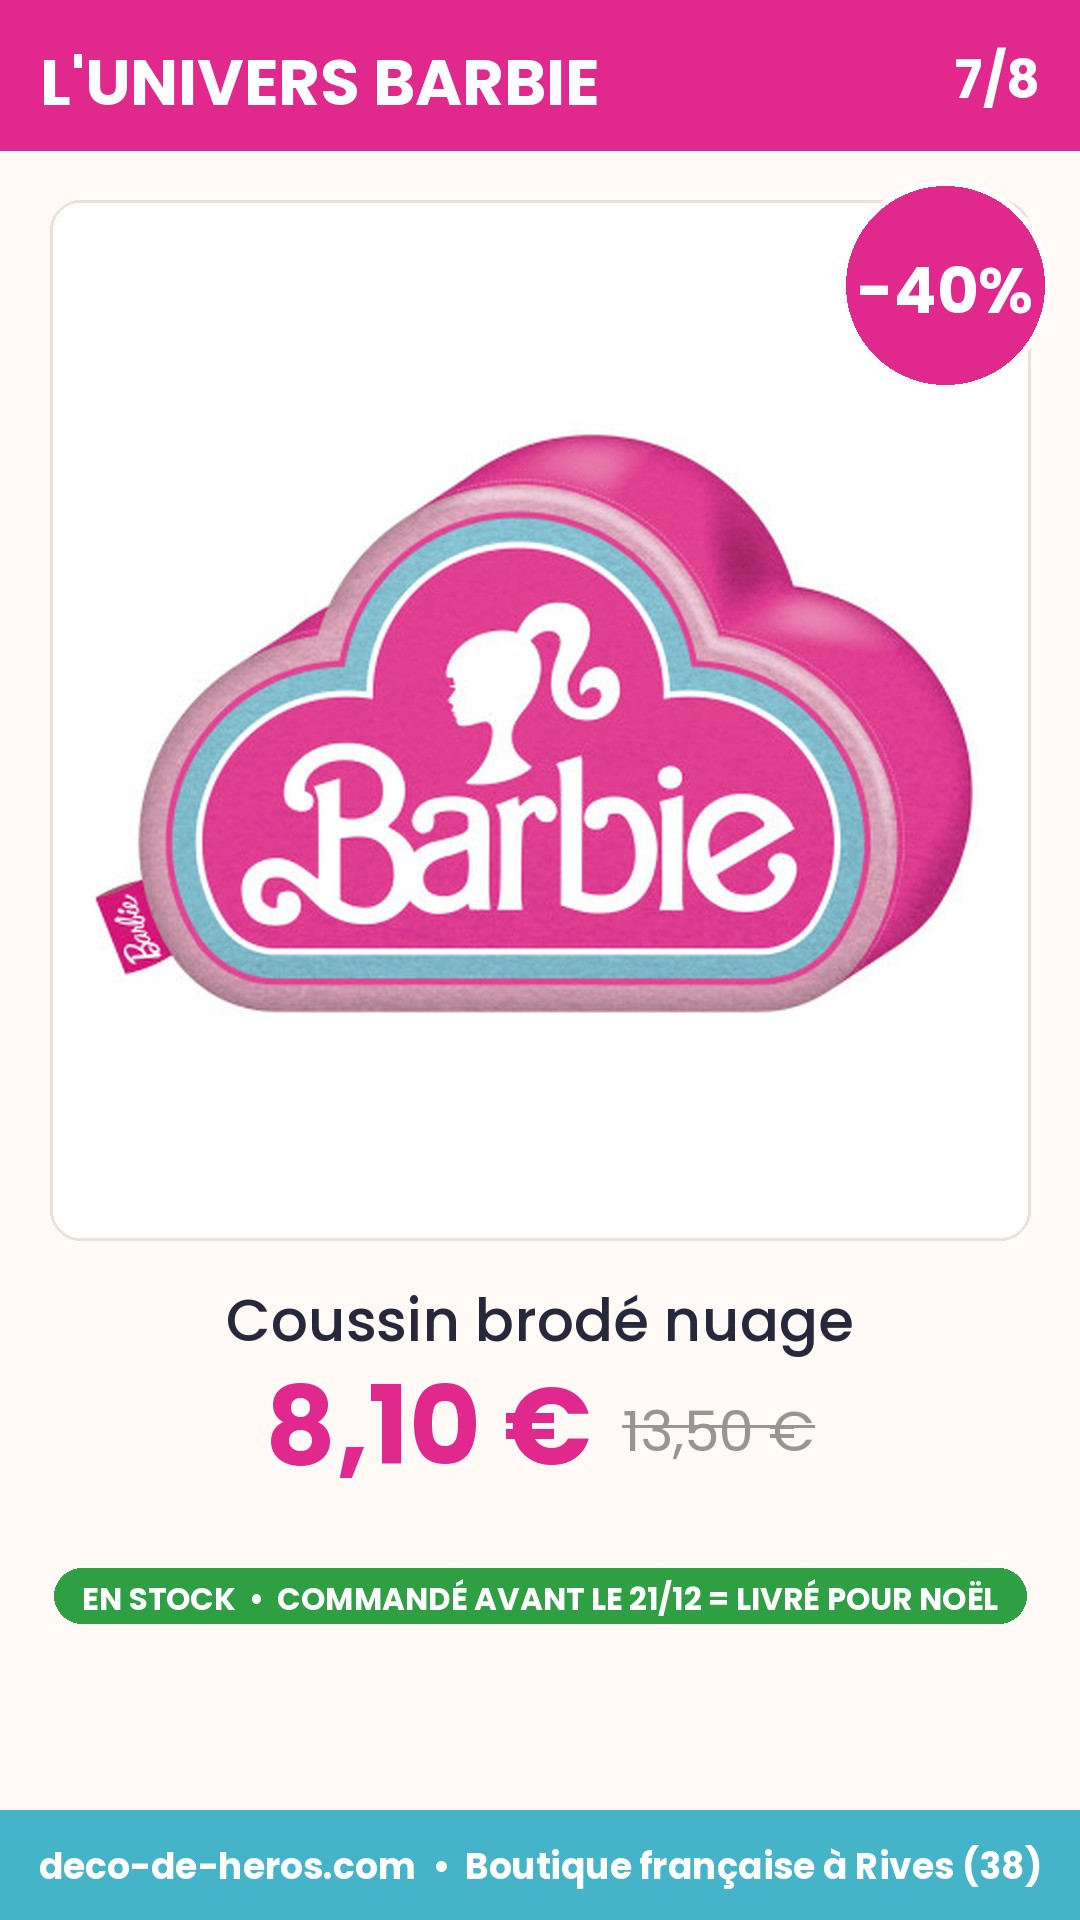 L'UNIVERS BARBIE
7/8
-40%
Barbie
Barbie
Coussin brodé nuage
8,10 € 13,50 €
EN STOCK • COMMANDÉ AVANT LE 21/12 = LIVRÉ POUR NOËL
deco-de-heros.com • Boutique française à Rives (38)